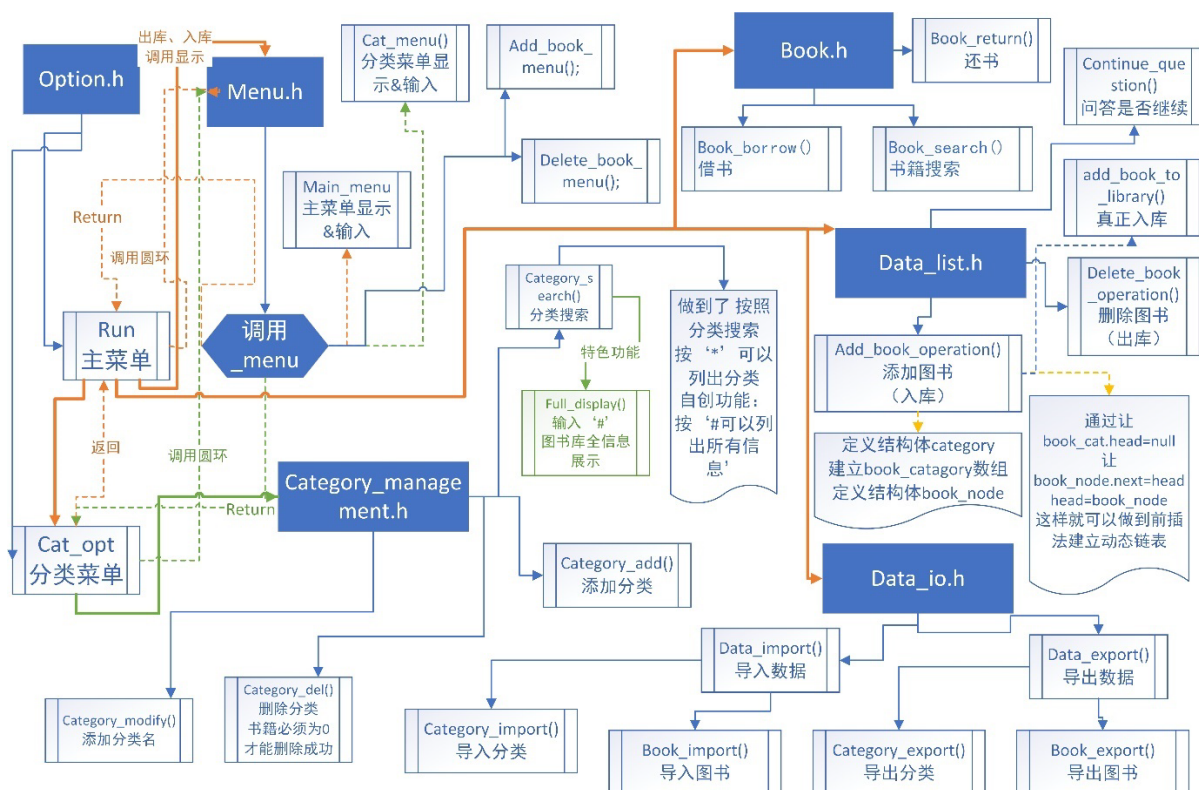 出库、入库
调用显示
Option.h
Menu.h
Cat_menu()
分类菜单显
示&输入
Add_book_
menu();
Delete_book_
menu();
Main_menu
主菜单显示
&输入
Book.h
Book_return()
还书
Book_borrow()
借书
Book_search()
书籍搜索
Continue_que
stion()
问答是否继续
add_book_to
_library()
真正入库
Return
调用圆环
Run
主菜单
调用
_menu
Category_s
earch()
分类搜索
特色功能
Full_display()
输入‘#’
图书库全信息
展示
做到了 按照
分类搜索
按‘*’可以
列出分类
自创功能：
按‘#可以列
出所有信
息’
Data_list.h
Delete_book
_operation()
删除图书
（出库）
Add_book_operation()
添加图书
（入库）
定义结构体category
建立book_catagory数组
定义结构体book_node
通过让
book_cat.head=null
让
book_node.next=head
head=book_node
这样就可以做到前插
法建立动态链表
返回
调用圆环
Return
Category_manage
ment.h
Cat_opt
分类菜单
Category_add()
添加分类
Category_modify()
添加分类名
Category_del()
删除分类
书籍必须为0
才能删除成功
Data_io.h
Data_import()
导入数据
Data_export()
导出数据
Category_import()
导入分类
Book_import()
导入图书
Category_export()
导出分类
Book_export()
导出图书